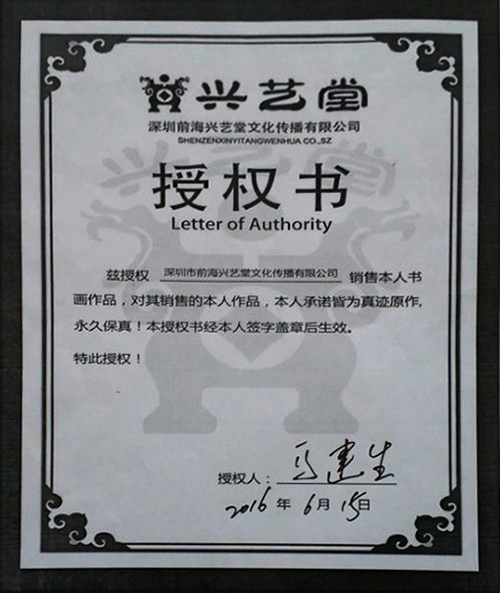 兴艺堂
深圳前海兴艺堂文化传播有限公司
SHENZENXINYITANGWENHUA CO.,SZ
兴艺堂
授权书
Letter of Authority
兹授权 深圳市前海兴艺堂文化传播有限公司 销售本人书
画作品，对其销售的本人作品，本人承诺皆为真迹原作，
永久保真！本授权书经本人签字盖章后生效。
特此授权！
授权人：马建生
2016年6月15日